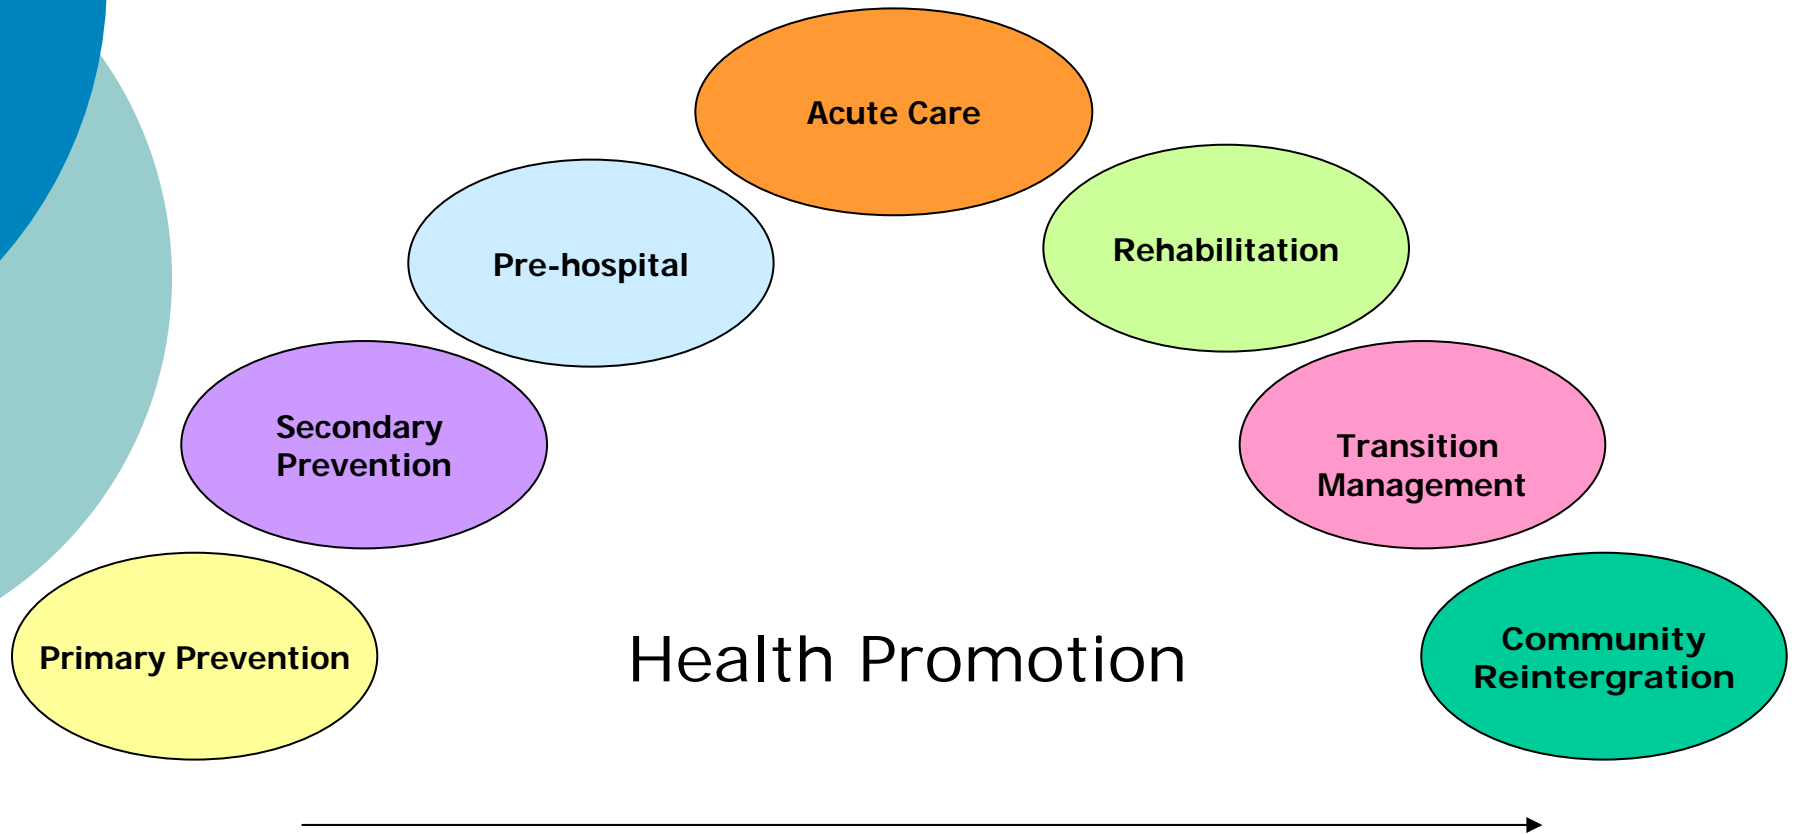 Acute Care
Pre-hospital
Rehabilitation
Secondary
Prevention
Transition
Management
Primary Prevention
Health Promotion
Community
Reintergration